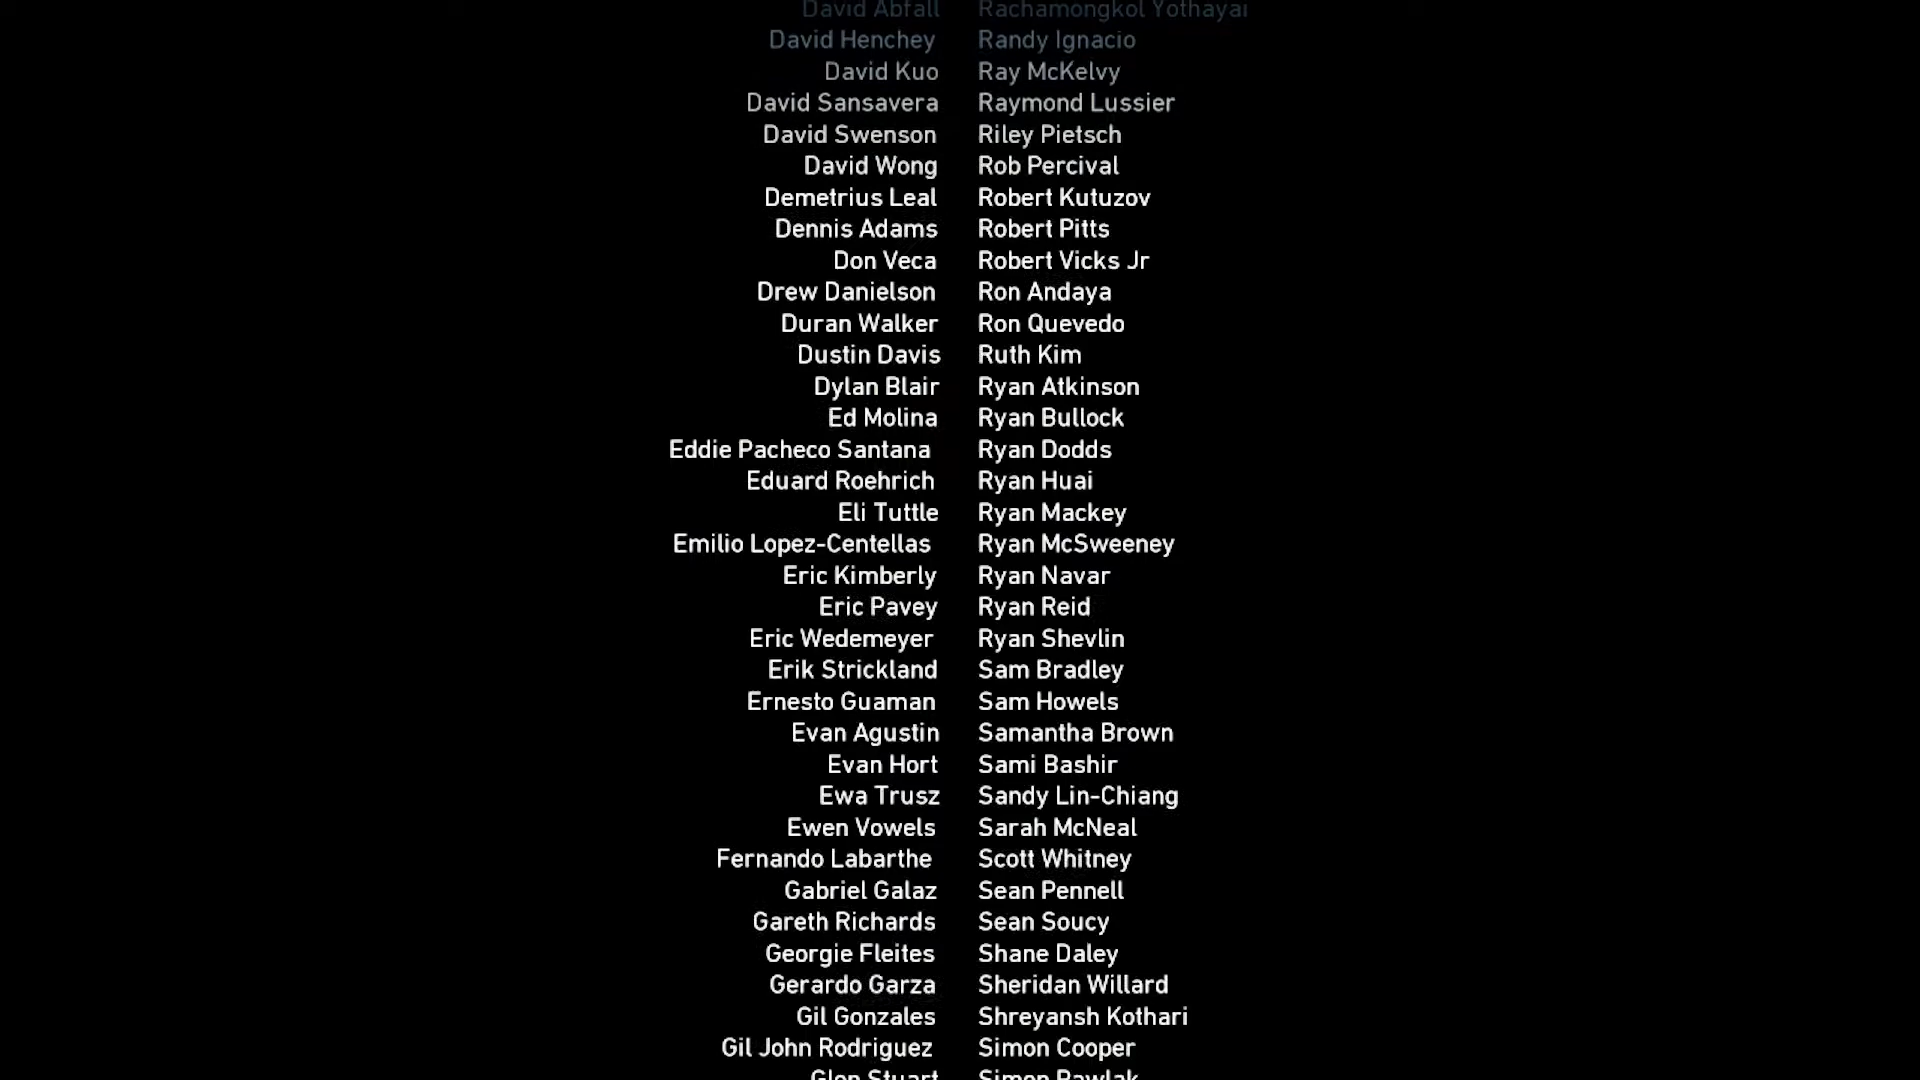 David Abfall Rachamongkol Yothayai
David Henchey Randy Ignacio
David Kuo Ray McKelvy
David Sansavera Raymond Lussier
David Swenson Riley Pietsch
David Wong Rob Percival
Demetrius Leal Robert Kutuzov
Dennis Adams Robert Pitts
Don Veca Robert Vicks Jr
Drew Danielson Ron Andaya
Duran Walker Ron Quevedo
Dustin Davis Ruth Kim
Dylan Blair Ryan Atkinson
Ed Molina Ryan Bullock
Eddie Pacheco Santana Ryan Dodds
Eduard Roehrich Ryan Huai
Eli Tuttle Ryan Mackey
Emilio Lopez-Centellas Ryan McSweeney
Eric Kimberly Ryan Navar
Eric Pavey Ryan Reid
Eric Wedemeyer Ryan Shevlin
Erik Strickland Sam Bradley
Ernesto Guaman Sam Howels
Evan Agustin Samantha Brown
Evan Hort Sami Bashir
Ewa Trusz Sandy Lin-Chiang
Ewen Vowels Sarah McNeal
Fernando Labarthe Scott Whitney
Gabriel Galaz Sean Pennell
Gareth Richards Sean Soucy
Georgie Fleites Shane Daley
Gerardo Garza Sheridan Willard
Gil Gonzales Shreyansh Kothari
Gil John Rodriguez Simon Cooper
Glen Stuart Simon Pawlak